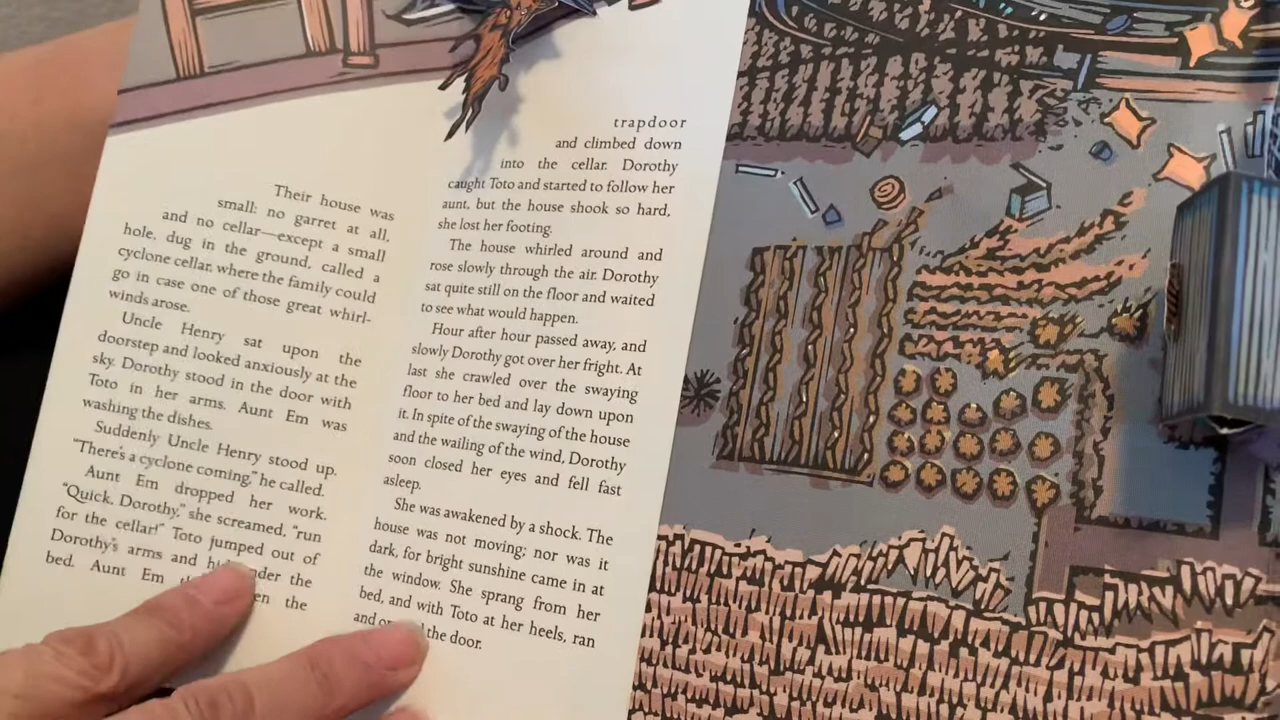 Their house was
small: no garret at all,
and no cellar—except a small
hole, dug in the ground, called a
cyclone cellar, where the family could
go in case one of those great whirl-
winds arose.
Uncle Henry sat upon the
doorstep and looked anxiously at the
sky. Dorothy stood in the door with
Toto in her arms. Aunt Em was
washing the dishes.
Suddenly Uncle Henry stood up.
"There's a cyclone coming," he called.
Aunt Em dropped her work.
"Quick, Dorothy," she screamed, "run
for the cellar!" Toto jumped out of
Dorothy's arms and the
bed. Aunt Em the
trapdoor
and climbed down
into the cellar. Dorothy
caught Toto and started to follow her
aunt, but the house shook so hard,
she lost her footing.
The house whirled around and
rose slowly through the air. Dorothy
sat quite still on the floor and waited
to see what would happen.
Hour after hour passed away, and
slowly Dorothy got over her fright. At
last she crawled over the swaying
floor to her bed and lay down upon
it. In spite of the swaying of the house
and the wailing of the wind, Dorothy
soon closed her eyes and fell fast
asleep.
She was awakened by a shock. The
house was not moving; nor was it
dark, for bright sunshine came in at
the window. She sprang from her
bed, and with Toto at her heels, ran
and the door.